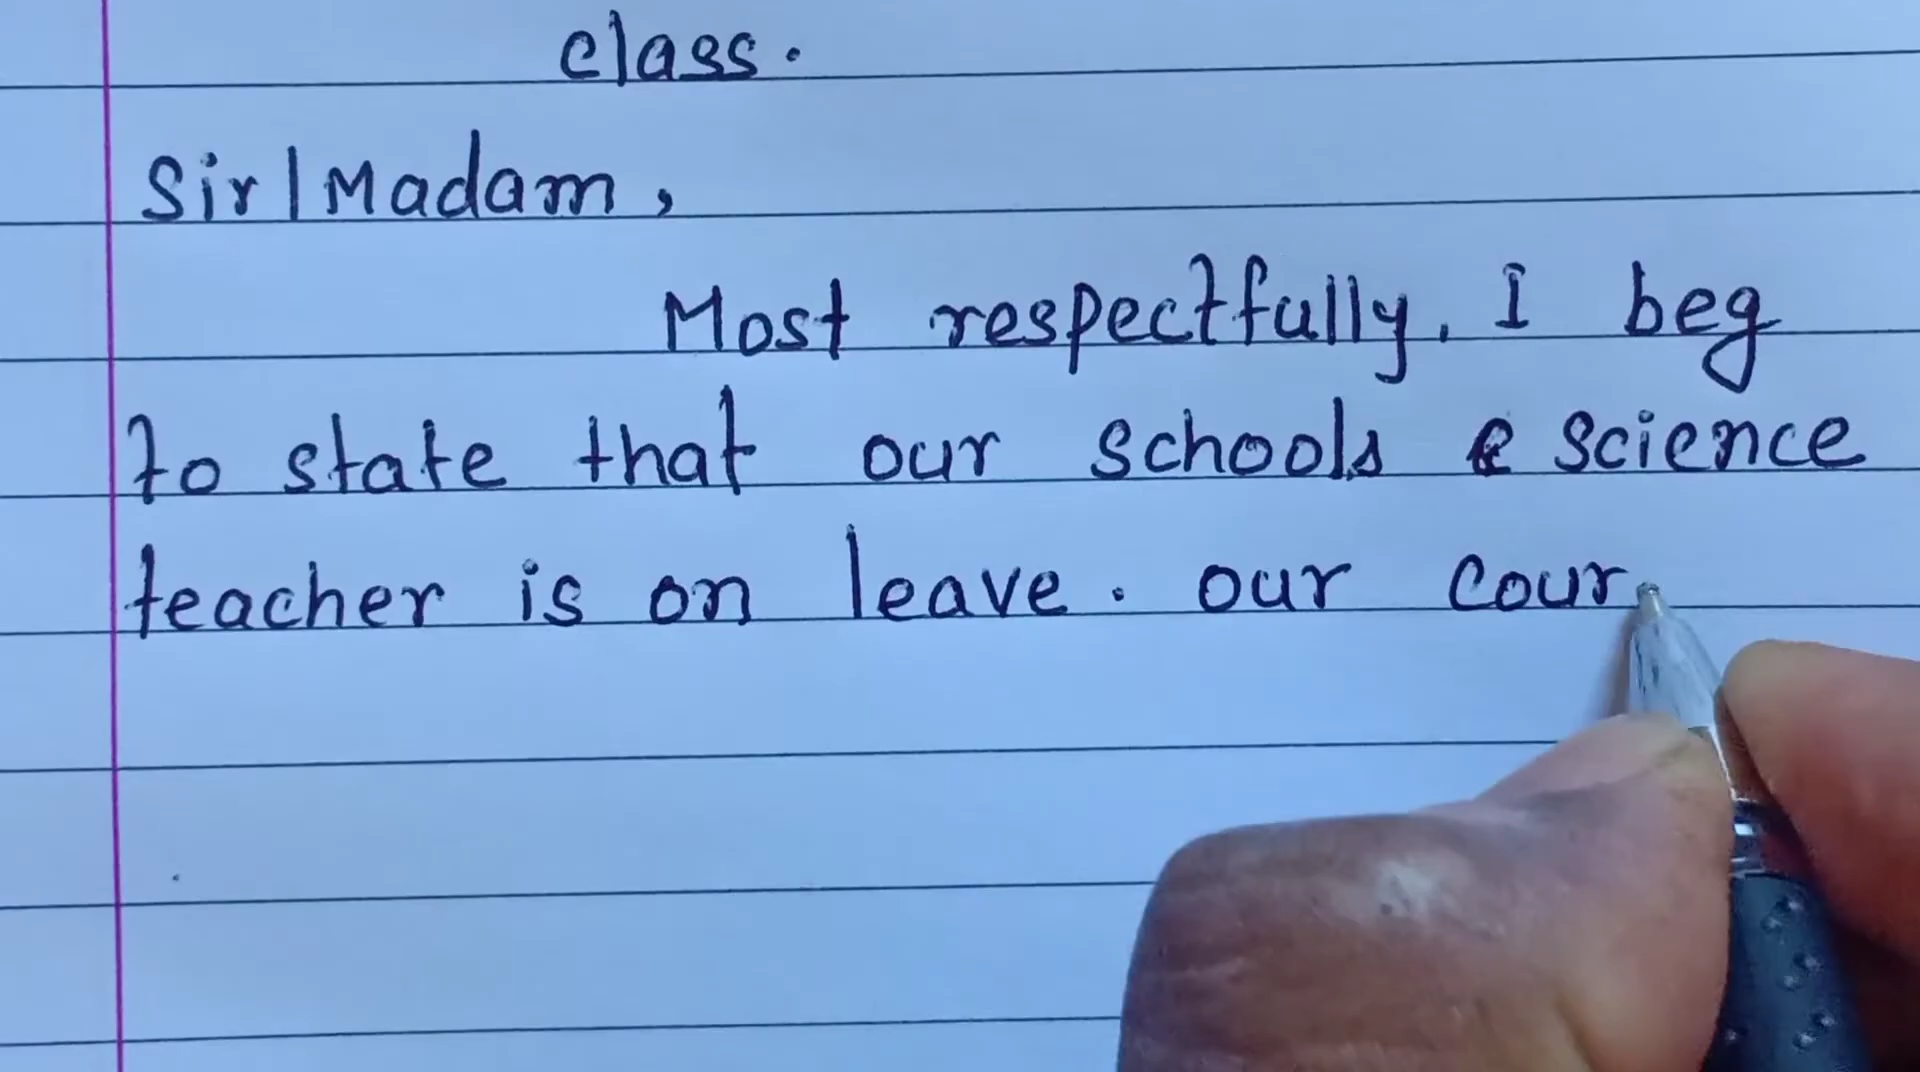 class.
Sir/Madam,
Most respectfully, I beg
to state that our schools science
teacher is on leave. our cour